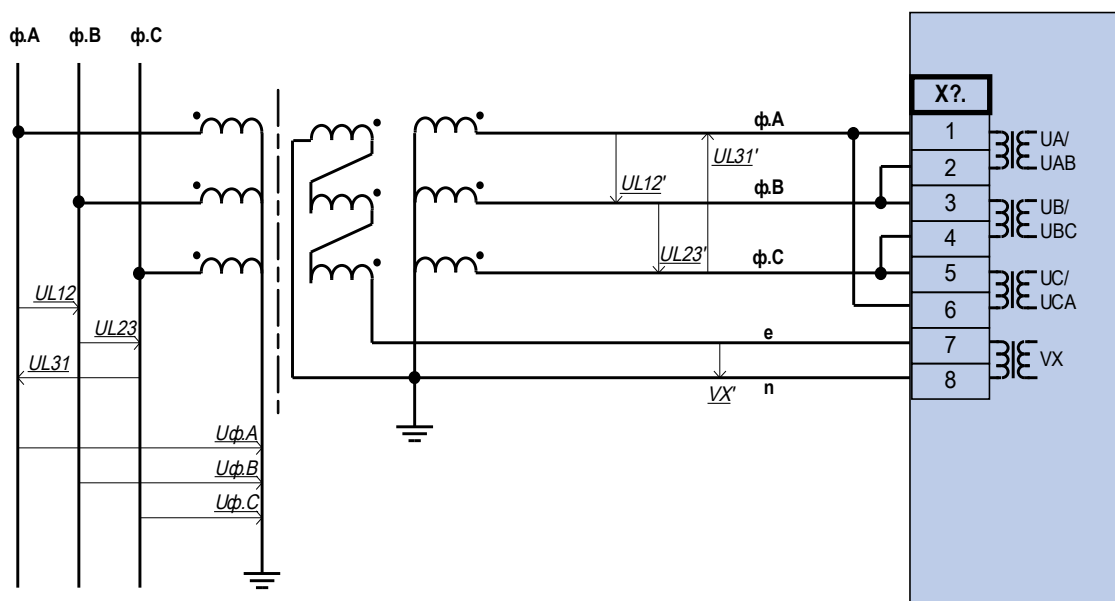 ф.A ф.B ф.C
X?.
ф.A
1
UA/
UAB
UL31'
2
UL12'
ф.B
3
UB/
UBC
4
UL23'
ф.C
5
UC/
UCA
UL12
6
UL23
e
7
VX
UL31
8
VX'
n
Uф.A
Uф.B
Uф.C